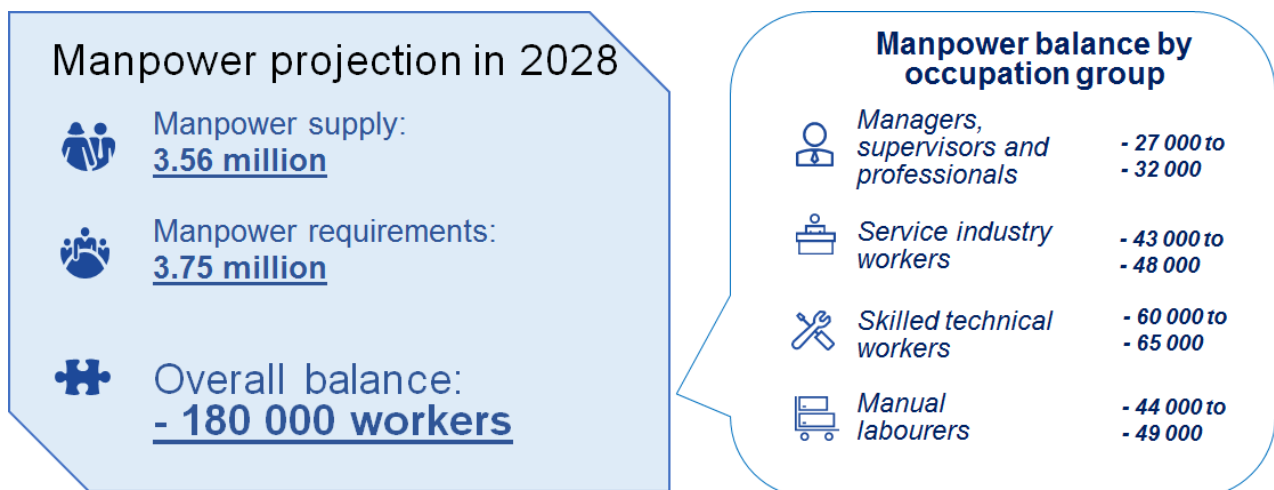 Manpower projection in 2028
Manpower supply:
3.56 million
Manpower requirements:
3.75 million
Overall balance:
- 180 000 workers
Manpower balance by
occupation group
Managers,
supervisors and
professionals
- 27 000 to
- 32 000
Service industry
workers
- 43 000 to
- 48 000
Skilled technical
workers
- 60 000 to
- 65 000
Manual
labourers
- 44 000 to
- 49 000